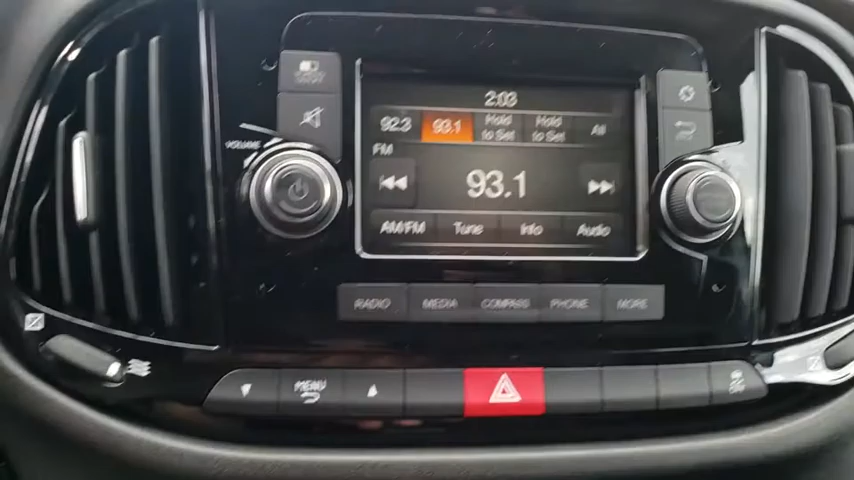 2:03
92.3 93.1 Hold to Set Hold to Set All
FM
VOLUME
93.1
AM/FM Tune Info Audio
RADIO MEDIA COMPASS PHONE MORE
MENU